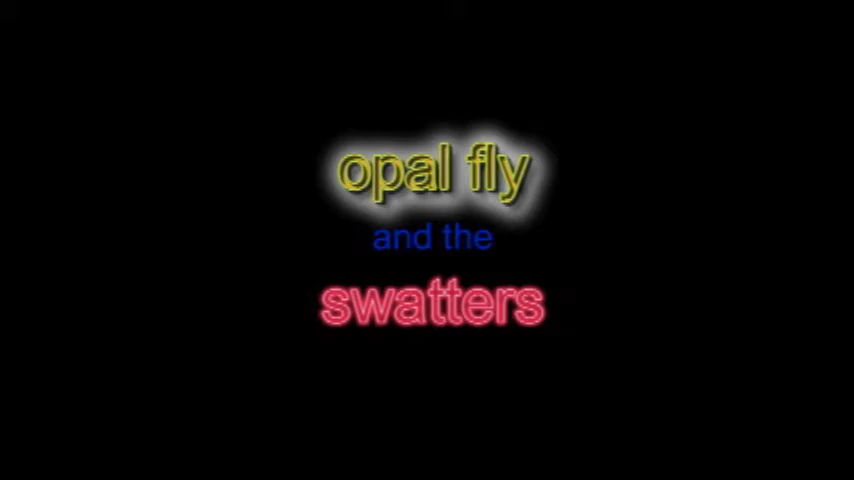 opal fly
and the
swatters